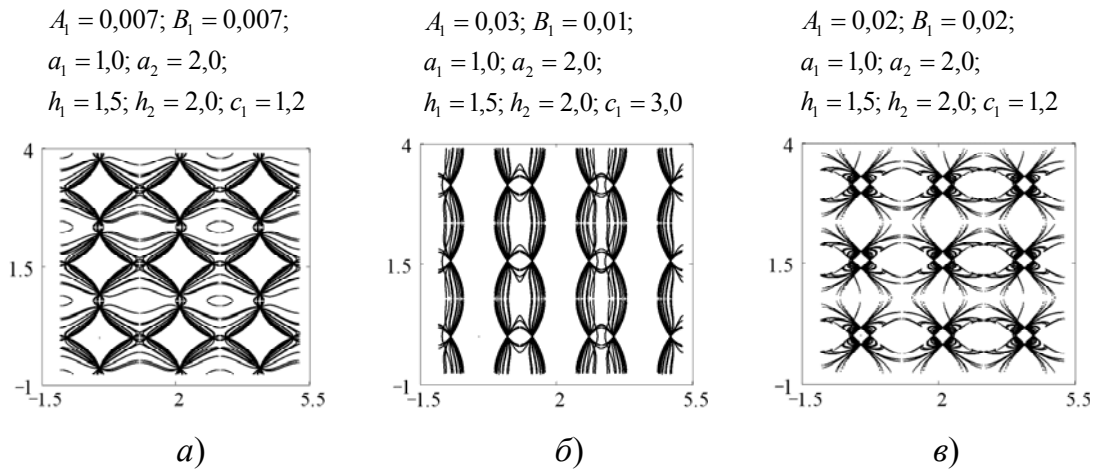 A₁ = 0,007; B₁ = 0,007;
a₁ = 1,0; a₂ = 2,0;
h₁ = 1,5; h₂ = 2,0; c₁ = 1,2
4
1.5
−1
−1.5 2 5.5
а)
A₁ = 0,03; B₁ = 0,01;
a₁ = 1,0; a₂ = 2,0;
h₁ = 1,5; h₂ = 2,0; c₁ = 3,0
4
1.5
−1
−1.5 2 5.5
б)
A₁ = 0,02; B₁ = 0,02;
a₁ = 1,0; a₂ = 2,0;
h₁ = 1,5; h₂ = 2,0; c₁ = 1,2
4
1.5
−1
−1.5 2 5.5
в)